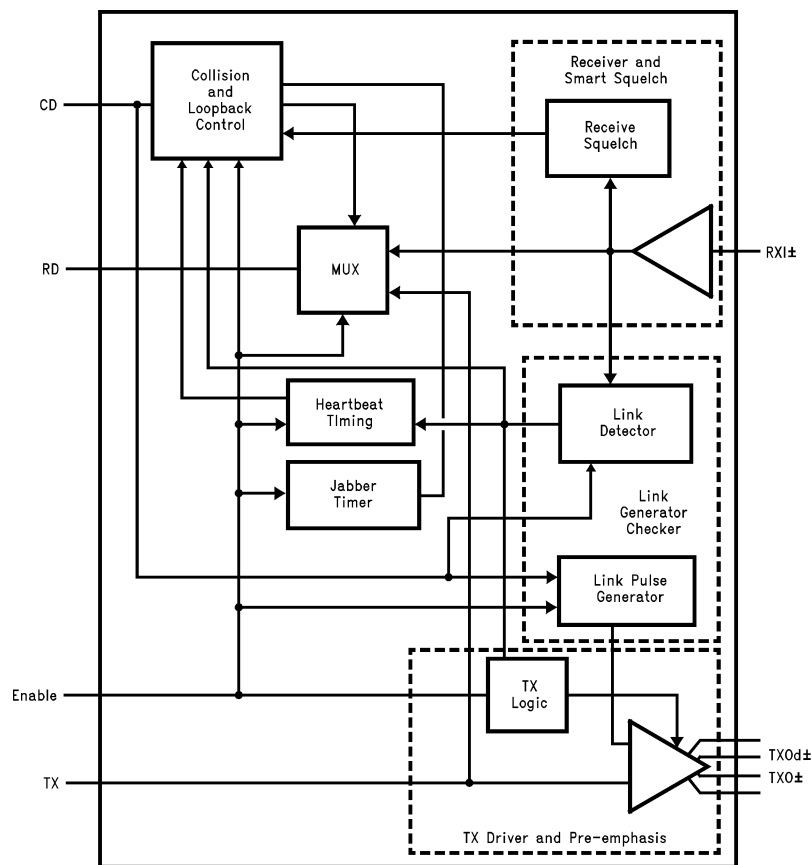 Collision
and
Loopback
Control
Receiver and
Smart Squelch
CD
Receive
Squelch
RD
MUX
RXI±
Heartbeat
TIming
Link
Detector
Jabber
Timer
Link
Generator
Checker
Link Pulse
Generator
Enable
TX
Logic
TXOd±
TXO±
TX
TX Driver and Pre-emphasis